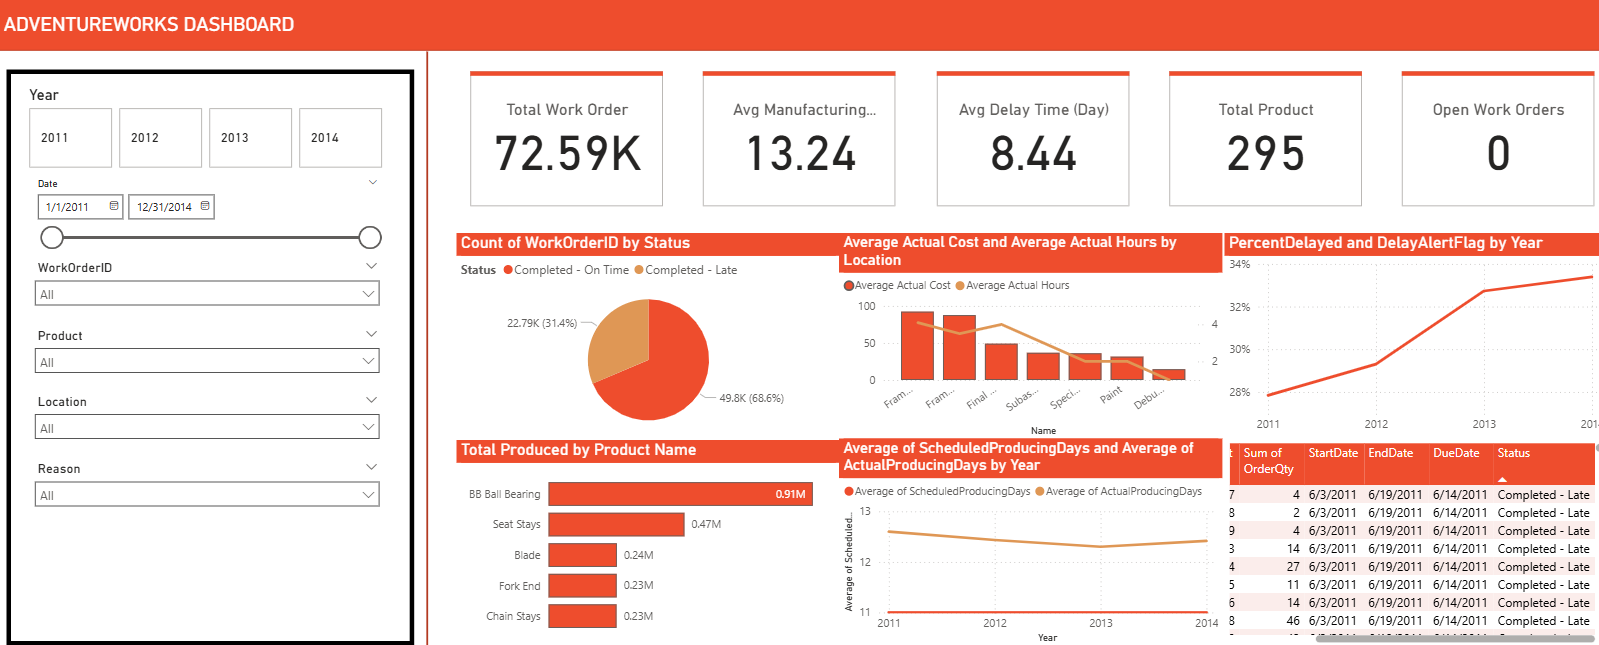 ADVENTUREWORKS DASHBOARD
Year
2011
2012
2013
2014
Date
1/1/2011
12/31/2014
WorkOrderID
All
Product
All
Location
All
Reason
All
Total Work Order
72.59K
Avg Manufacturing...
13.24
Avg Delay Time (Day)
8.44
Total Product
295
Open Work Orders
0
Count of WorkOrderID by Status
Status Completed - On Time Completed - Late
22.79K (31.4%)
49.8K (68.6%)
Average Actual Cost and Average Actual Hours by
Location
Average Actual Cost Average Actual Hours
100
50
0
4
2
Fram...
Fram...
Final ...
Subas...
Speci...
Paint
Debu...
Name
PercentDelayed and DelayAlertFlag by Year
34%
32%
30%
28%
2011
2012
2013
201
Total Produced by Product Name
BB Ball Bearing 0.91M
Seat Stays 0.47M
Blade 0.24M
Fork End 0.23M
Chain Stays 0.23M
Average of ScheduledProducingDays and Average of
ActualProducingDays by Year
Average of ScheduledProducingDays Average of ActualProducingDays
Average of Scheduled...
13
12
11
2011
2012
2013
2014
Year
t Sum of OrderQty StartDate EndDate DueDate Status
7 4 6/3/2011 6/19/2011 6/14/2011 Completed - Late
8 2 6/3/2011 6/19/2011 6/14/2011 Completed - Late
9 4 6/3/2011 6/19/2011 6/14/2011 Completed - Late
3 14 6/3/2011 6/19/2011 6/14/2011 Completed - Late
4 27 6/3/2011 6/19/2011 6/14/2011 Completed - Late
5 11 6/3/2011 6/19/2011 6/14/2011 Completed - Late
6 14 6/3/2011 6/19/2011 6/14/2011 Completed - Late
8 46 6/3/2011 6/19/2011 6/14/2011 Completed - Late